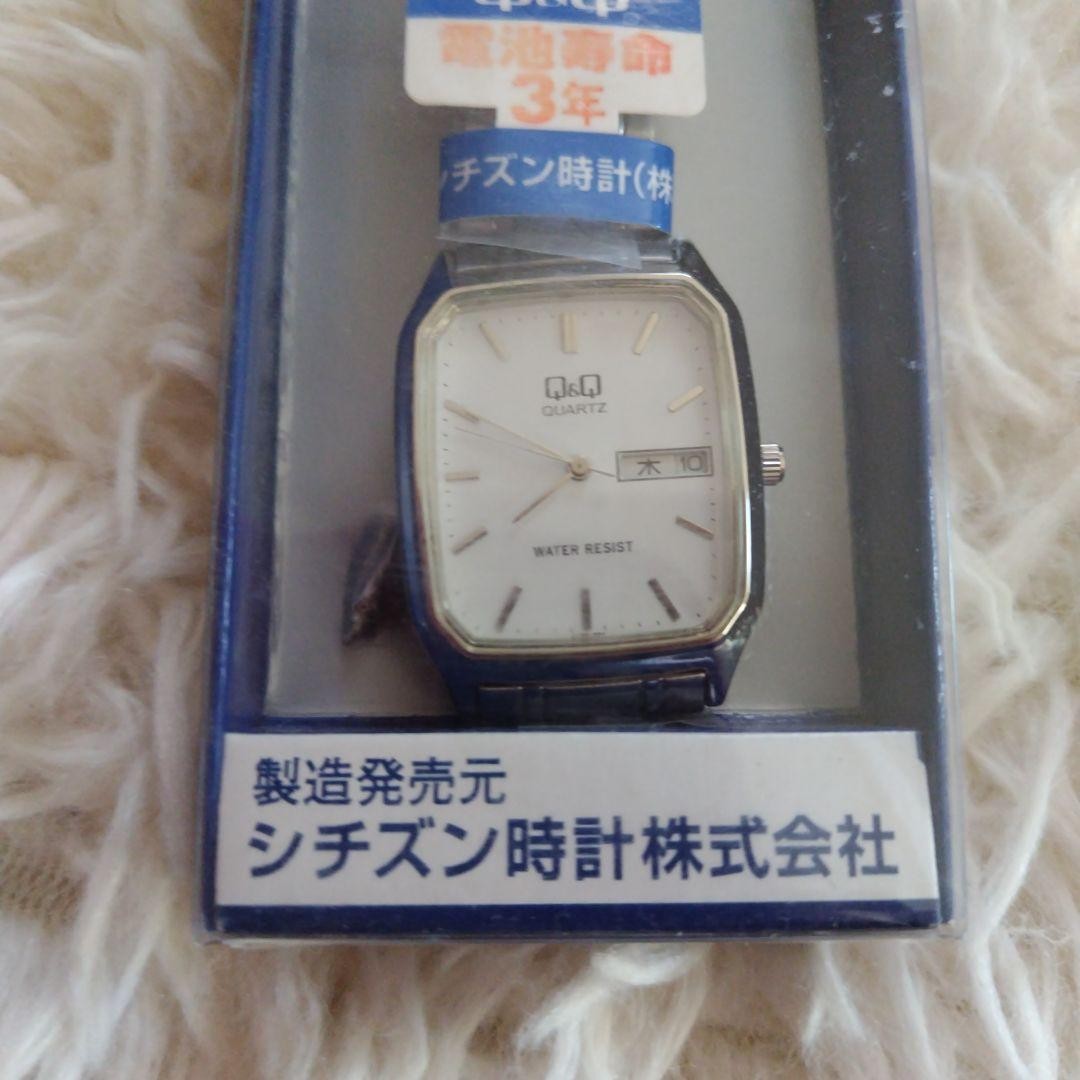 Q&Q
電池寿命
3年
シチズン時計(株
Q&Q
QUARTZ
木 10
WATER RESIST
製造発売元
シチズン時計株式会社